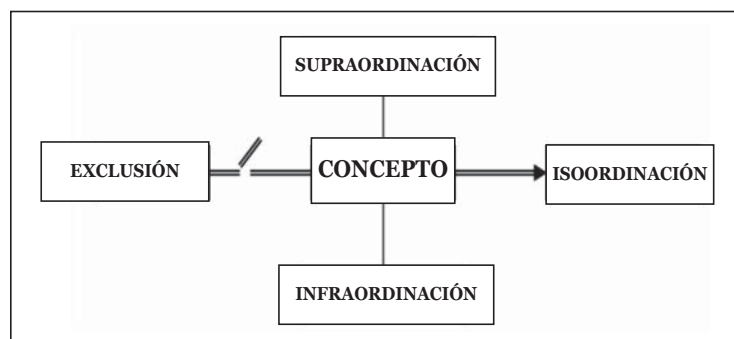 SUPRAORDINACIÓN
EXCLUSIÓN
CONCEPTO
ISOORDINACIÓN
INFRAORDINACIÓN